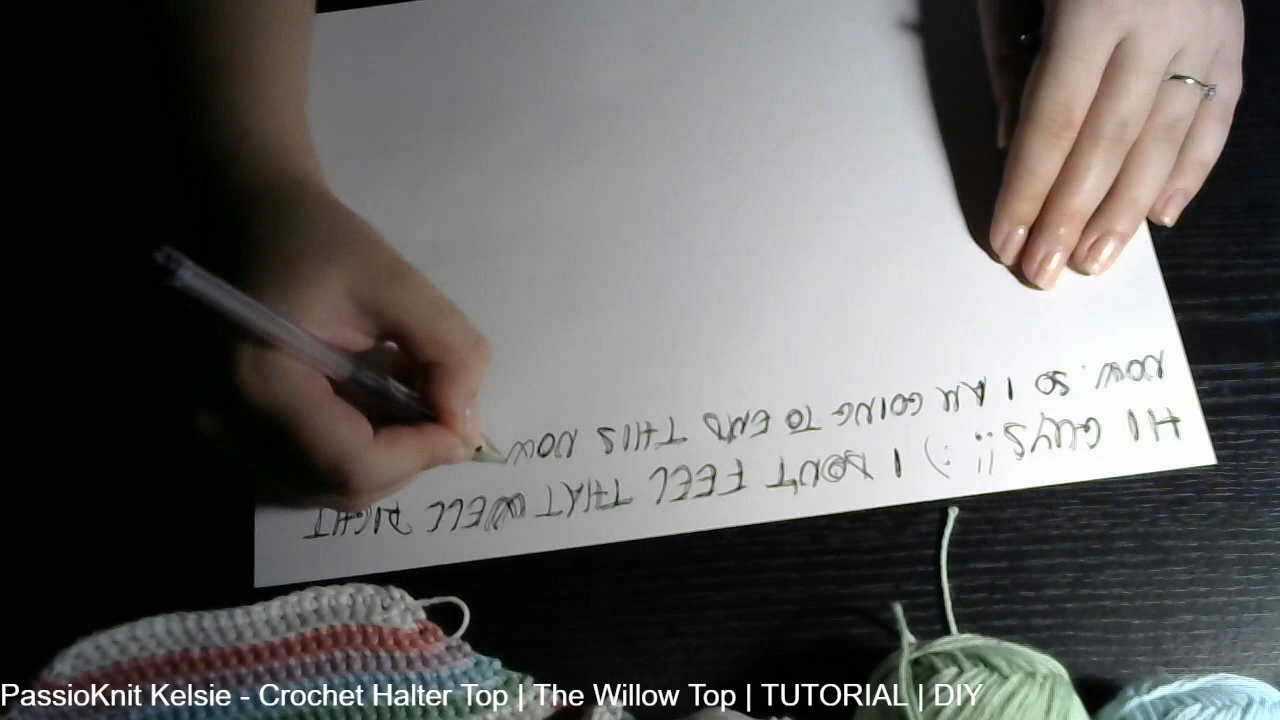 HI GUYS!! :) I DON'T FEEL THAT WELL RIGHT
NOW. SO I AM GOING TO END THIS NOW
PassioKnit Kelsie - Crochet Halter Top | The Willow Top | TUTORIAL | DIY